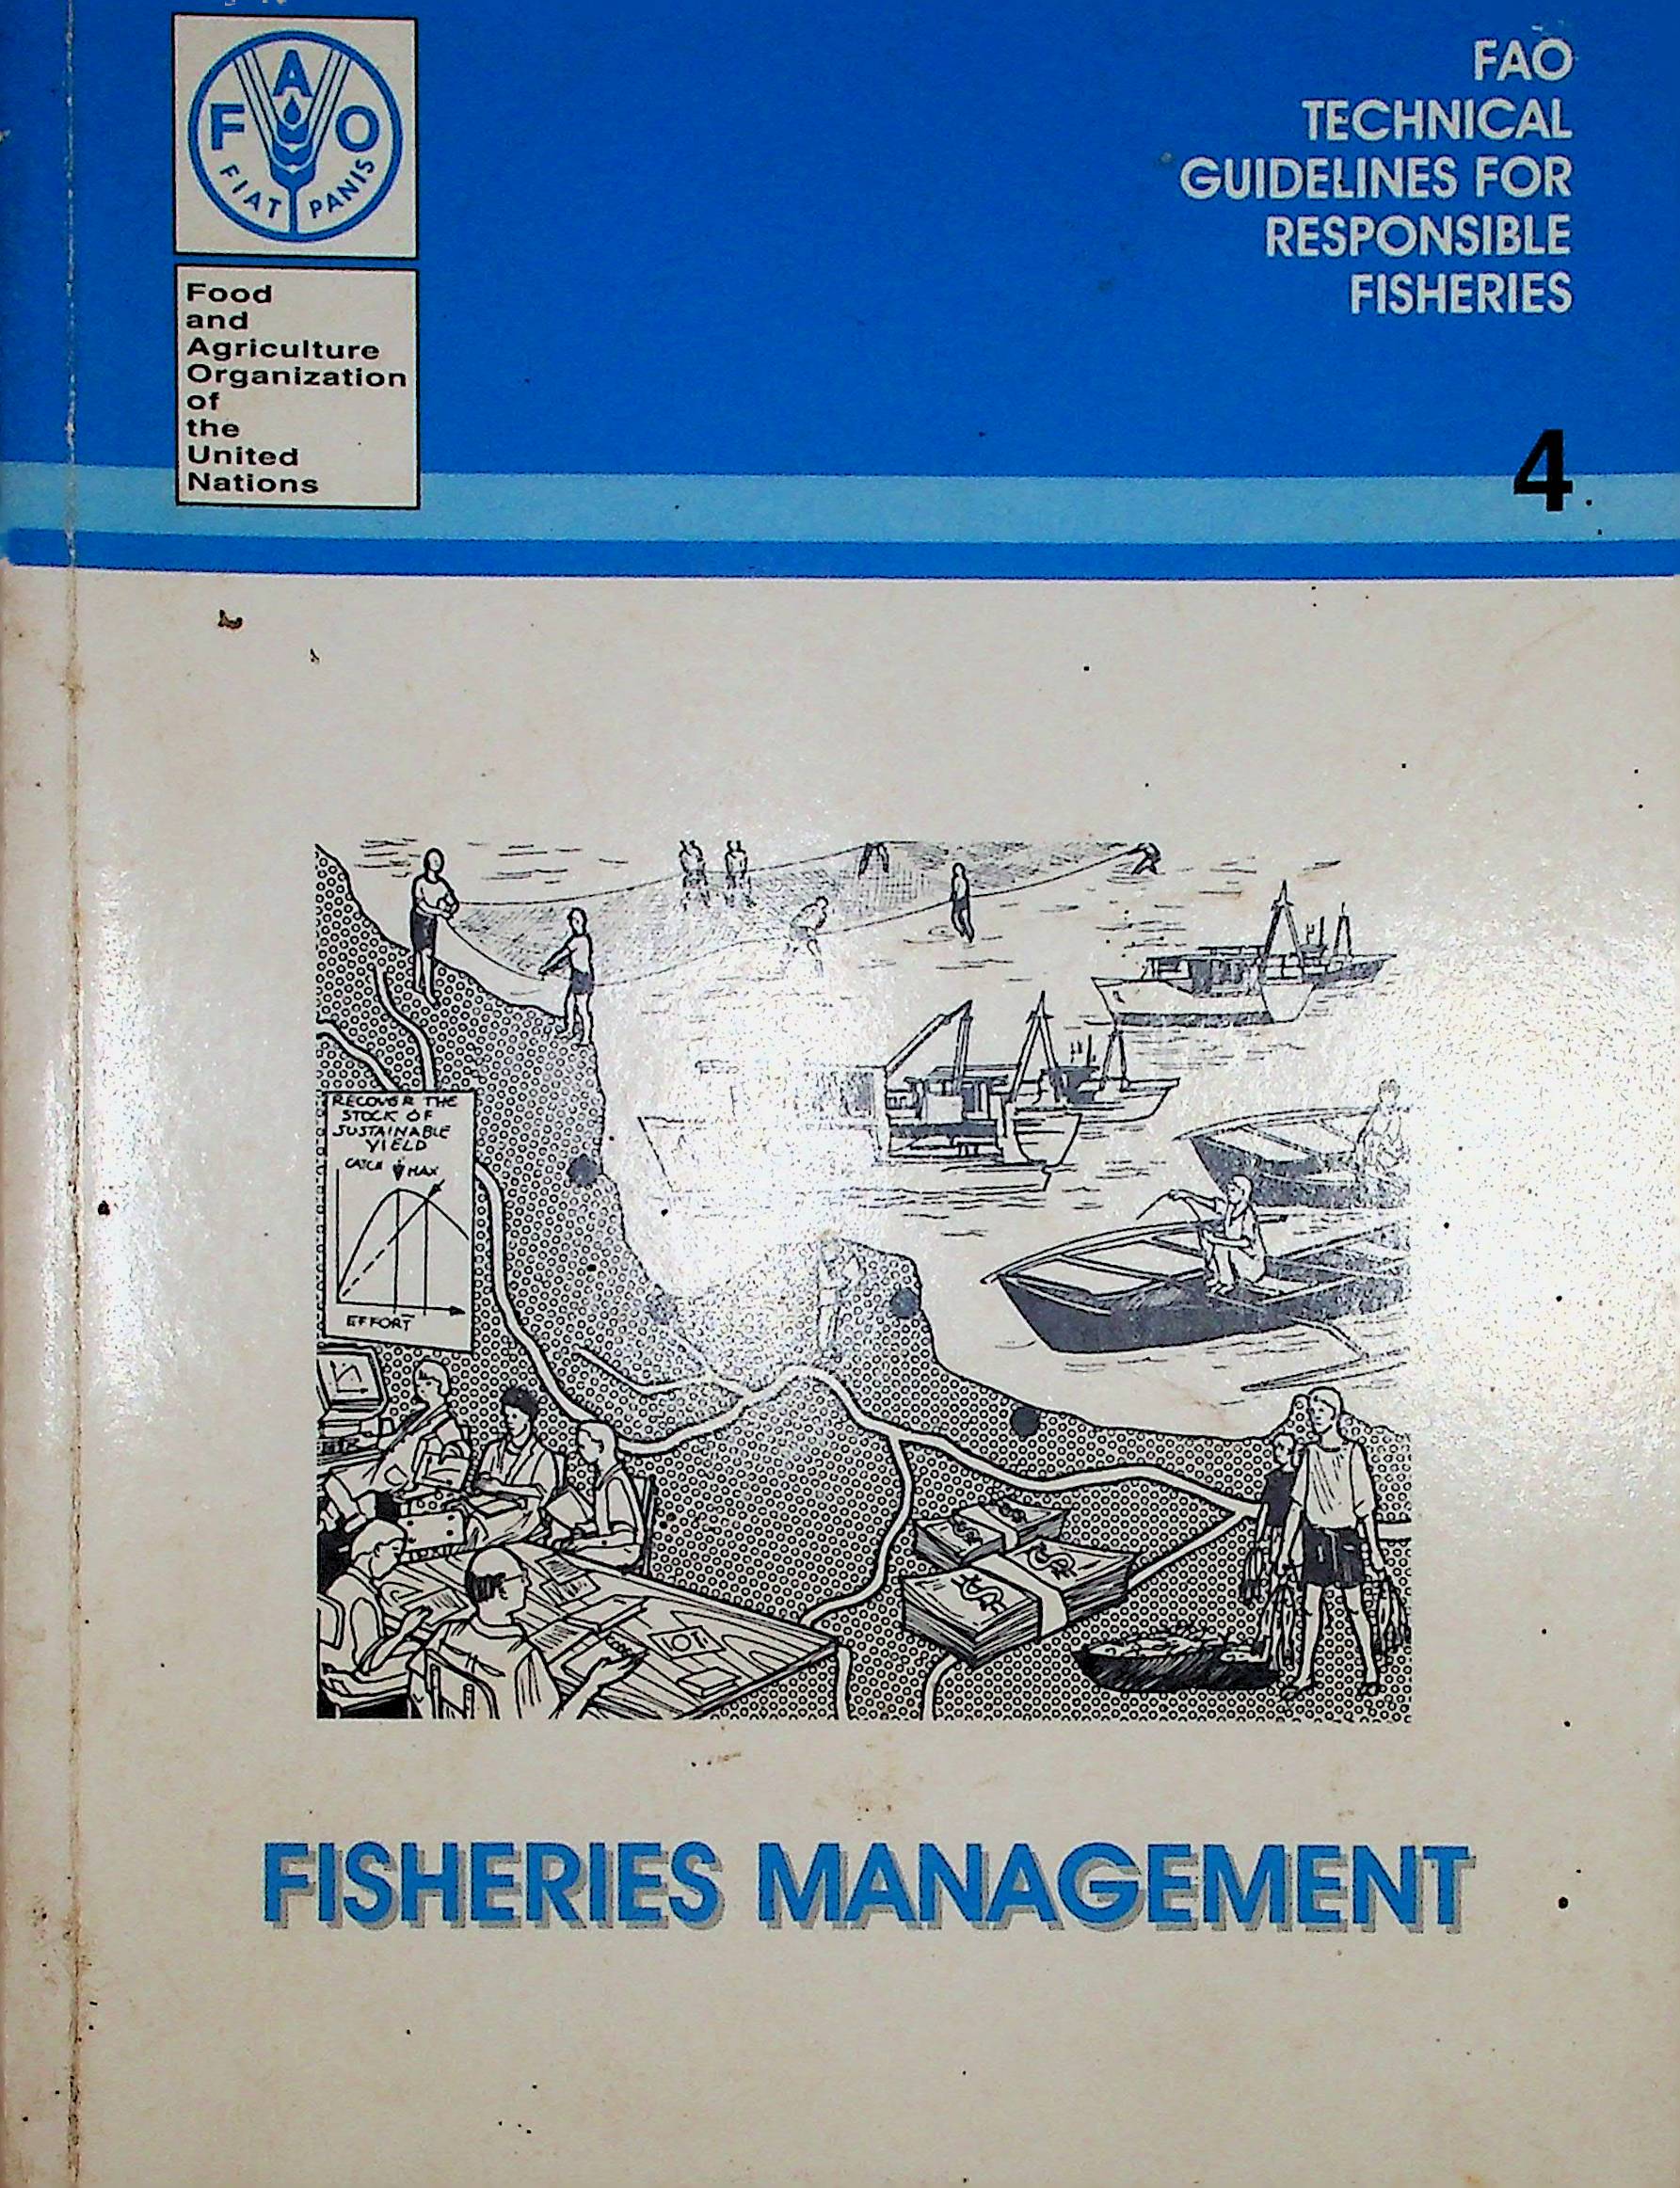 FAO
FIAT PANIS
Food
and
Agriculture
Organization
of
the
United
Nations
FAO
TECHNICAL
GUIDELINES FOR
RESPONSIBLE
FISHERIES
4
RECOVER THE
STOCK OF
SUSTAINABLE
YIELD
CATCH MAX
EFFORT
FISHERIES MANAGEMENT